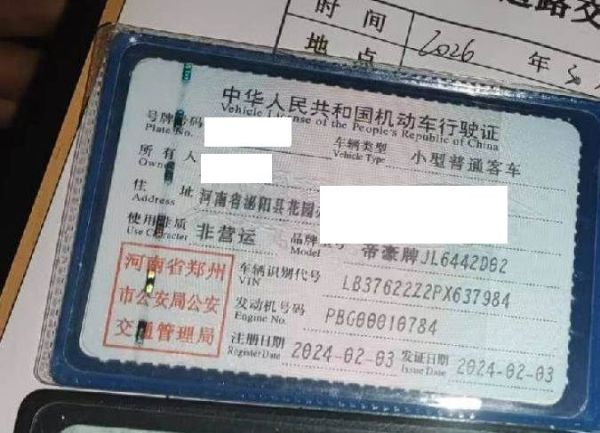 时 间
2026 年
地 点
中华人民共和国机动车行驶证
Vehicle License of the People's Republic of China
号牌号码
Plate No.
车辆类型
Vehicle Type
小型普通客车
所 有 人
Owner
住 址
Address
河南省泌阳县花园
使用性质
Use Character
非营运
品牌型号
Model
帝豪牌JL6442DB2
河南省郑州
市公安局公安
交通管理局
车辆识别代号
VIN
LB37622Z2PX637984
发动机号码
Engine No.
PBG00010784
注册日期
Register Date
2024-02-03
发证日期
Issue Date
2024-02-03